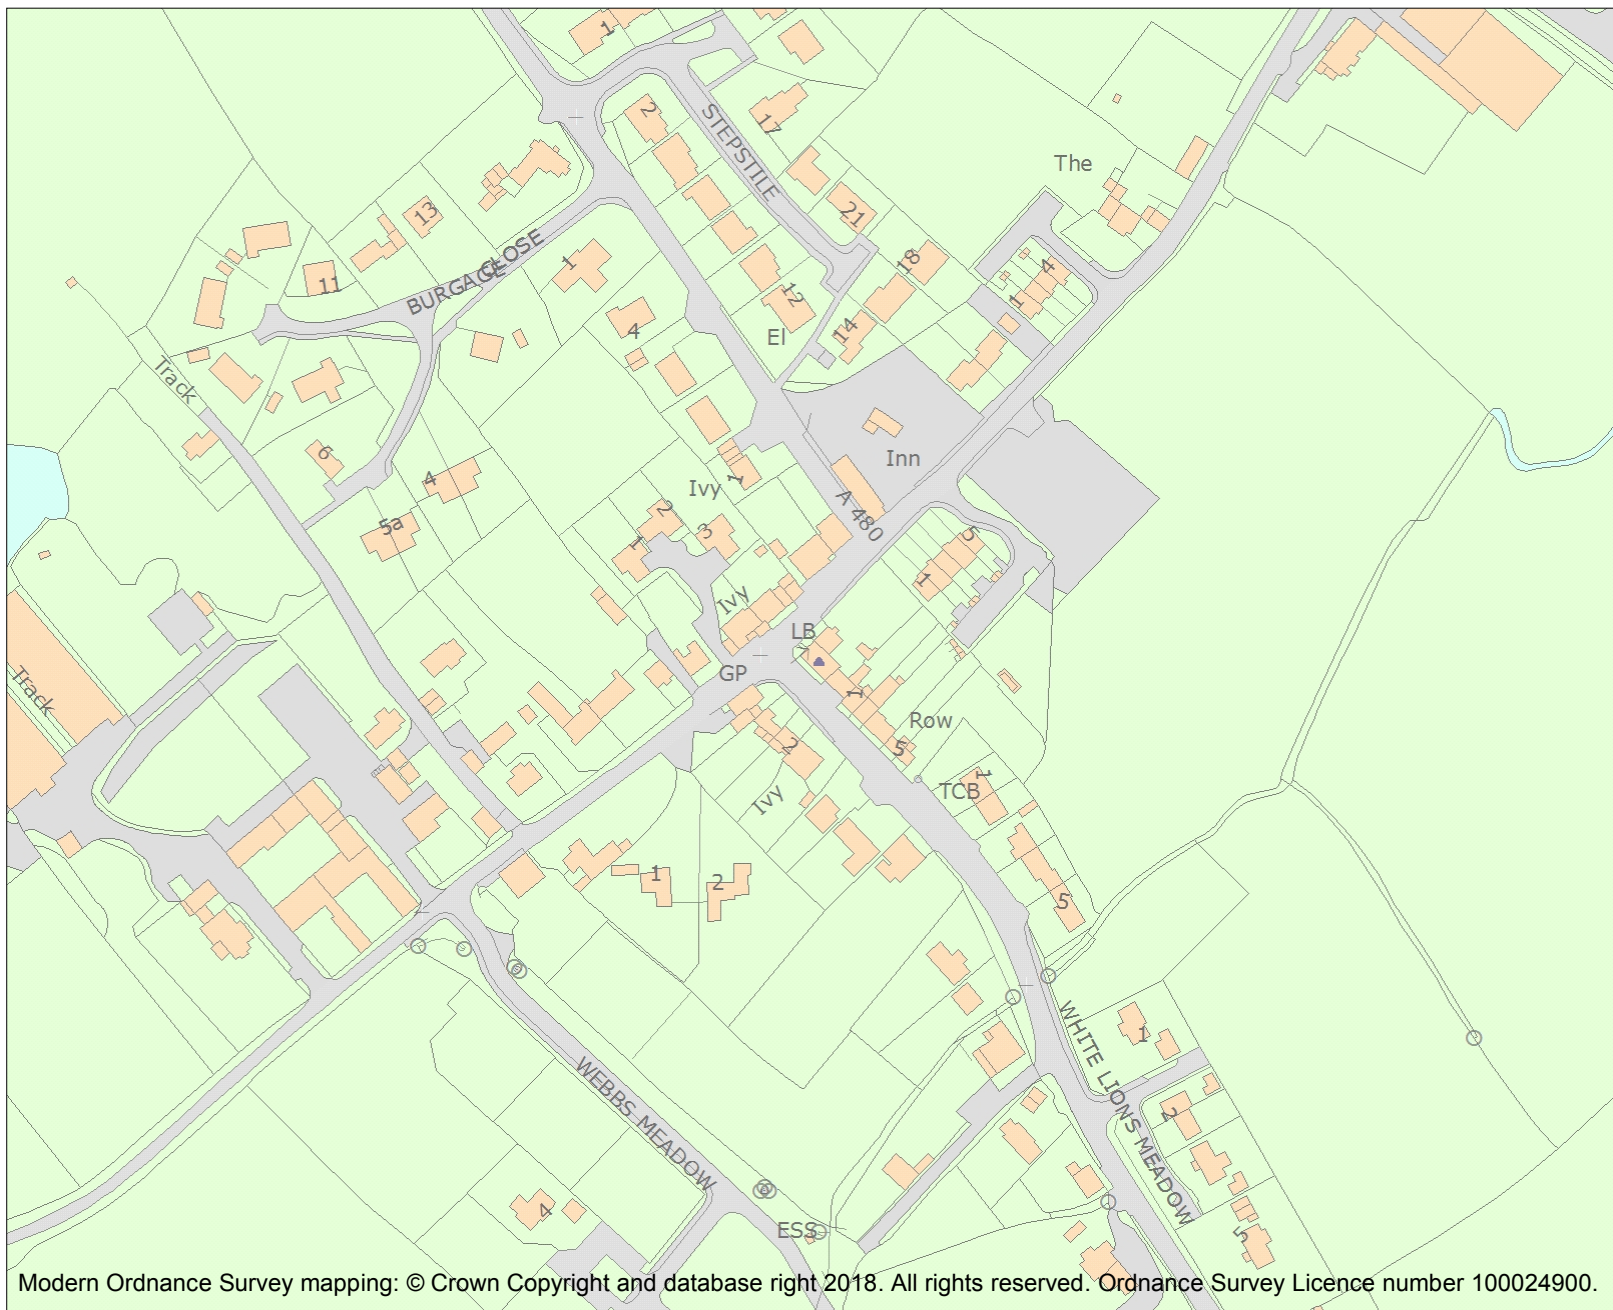 1
2
STEPSTILE
17
The
13
21
BURGAGE
CLOSE
1
18
4
11
12
1
4
El
14
Track
Inn
6
4
Ivy
1
A 480
5a
2
3
5
1
1
Ivy
LB
7
GP
Track
1
Row
2
5
1
TCB
Ivy
1
2
5
WHITE LIONS MEADOW
1
WEBBS MEADOW
2
4
ESS
5
Modern Ordnance Survey mapping: © Crown Copyright and database right 2018. All rights reserved. Ordnance Survey Licence number 100024900.